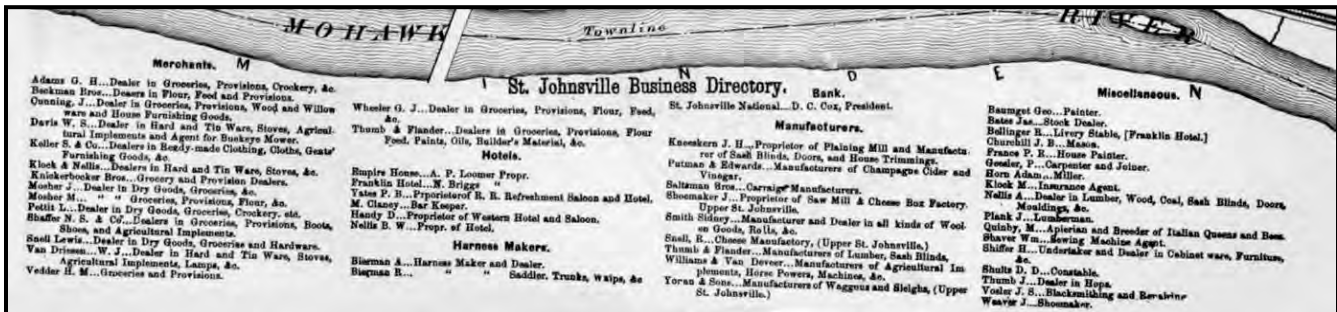 MOHAWK
Townline
RIVER
M I N D E N
St. Johnsville Business Directory.
Merchants.
Adams G. H...Dealer in Groceries, Provisions, Crockery, &c.
Beekman Bros...Dealers in Flour, Feed and Provisions.
Cunning, J...Dealer in Groceries, Provisions, Wood and Willow
ware and House Furnishing Goods.
Davis W. S...Dealer in Hard and Tin Ware, Stoves, Agricul-
tural Implements and Agent for Buckeye Mower.
Keller S. & Co...Dealers in Ready-made Clothing, Cloths, Gents'
Furnishing Goods, &c.
Klock & Nellis...Dealers in Hard and Tin Ware, Stoves, &c.
Knickerbocker Bros...Grocery and Provision Dealers.
Mosher J...Dealer in Dry Goods, Groceries, &c.
Mosher M... " " Groceries, Provisions, Flour, &c.
Pettit L...Dealer in Dry Goods, Groceries, Crockery. etc.
Shaffer N. S. & Co...Dealers in Groceries, Provisions, Boots,
Shoes, and Agricultural Implements.
Snell Lewis...Dealer in Dry Goods, Groceries and Hardware.
Van Driesen...W. J...Dealer in Hard and Tin Ware, Stoves,
Agricultural Implements, Lamps, &c.
Vedder H. M...Groceries and Provisions.
Wheeler G. J...Dealer in Groceries, Provisions, Flour, Feed,
&c.
Thumb & Flander...Dealers in Groceries, Provisions, Flour
Feed, Paints, Oils, Builder's Material, &c.
Hotels.
Empire House...A. P. Loomer Propr.
Franklin Hotel...N. Briggs "
Yates P. B...Prporietorof R. R. Refreshment Saloon and Hotel.
M. Clancy...Bar Keeper.
Handy D...Proprietor of Western Hotel and Saloon.
Nellis B. W...Propr. of Hotel.
Harness Makers.
Bierman A...Harness Maker and Dealer.
Bierman R... " " Saddler. Trunks, Whips, &c
Bank.
St. Johnsville National...D. C. Cox, President.
Manufacturers.
Kneeskern J. H...Proprietor of Plaining Mill and Manufactu-
rer of Sash Blinds, Doors, and House Trimmings.
Putman & Edwards...Manufacturers of Champagne Cider and
Vinegar.
Saltsman Bros...Carraige Manufacturers.
Shoemaker J...Proprietor of Saw Mill & Cheese Box Factory.
Upper St. Johnsville.
Smith Sidney...Manufacturer and Dealer in all kinds of Wool-
en Goods, Rolls, &c.
Snell, R...Cheese Manufactory, (Upper St. Johnsville.)
Thumb & Flander...Manufacturers of Lumber, Sash Blinds,
Williams & Van Deveer...Manufacturers of Agricultural Im
plements, Horse Powers, Machines, &c.
Yoran & Sons...Manufacturers of Waggons and Sleighs, (Upper
St. Johnsville.)
Miscellaneous.
Baumgst Geo...Painter.
Bates Jas...Stock Dealer.
Bellinger R...Livery Stable, [Franklin Hotel.]
Churchill J. B...Mason.
France P. R...House Painter.
Gessler, P...Carpenter and Joiner.
Horn Adam...Miller.
Klock M...Insurance Agent.
Nellis A...Dealer in Lumber, Wood, Coal, Sash Blinds, Doors,
Mouldings, &c.
Plank J...Lumberman.
Quinby, M...Apierian and Breeder of Italian Queens and Bees.
Shaver Wm...Sewing Machine Agent.
Shiffer H...Undertaker and Dealer in Cabinet ware, Furniture,
&c.
Shults D. D...Constable.
Thumb J...Dealer in Hops.
Vosler J. S...Blacksmithing and Repairing
Weaver J...Shoemaker.